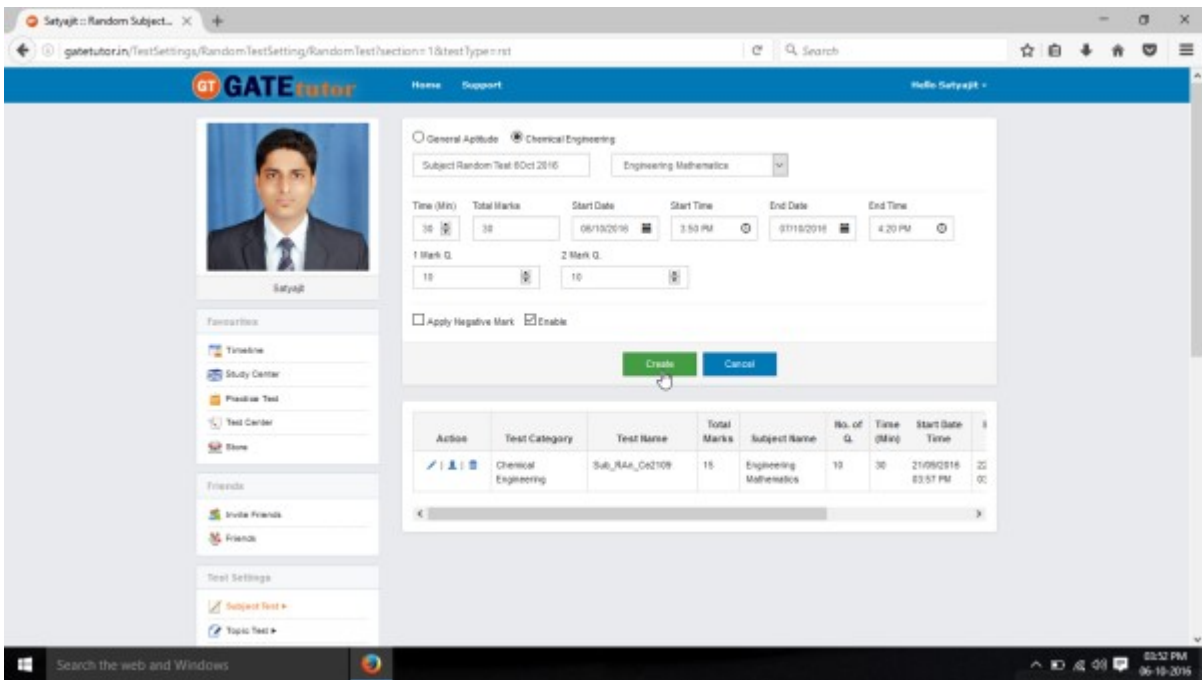 Satyajit :: Random Subject...
gatetutor.in/TestSettings/RandomTestSetting/RandomTest?section=1&testType=rst
Search
GT GATEtutor
Home Support
Hello Satyajit
General Aptitude Chemical Engineering
Subject Random Test 6Oct 2016 Engineering Mathematics
Time (Min) Total Marks Start Date Start Time End Date End Time
30 30 06/10/2016 3:50 PM 07/10/2016 4:20 PM
1 Mark Q. 2 Mark Q.
10 10
Apply Negative Mark Enable
Create Cancel
Satyajit
Favourites
Timeline
Study Center
Practise Test
Test Center
Store
Friends
Invite Friends
Friends
Test Settings
Subject Test
Topic Test
Action Test Category Test Name Total Marks Subject Name No. of Q. Time (Min) Start Date Time
Chemical Engineering Sub_RAn_Ce2109 15 Engineering Mathematics 10 30 21/09/2016 03:57 PM
Search the web and Windows
03:52 PM
06-10-2016